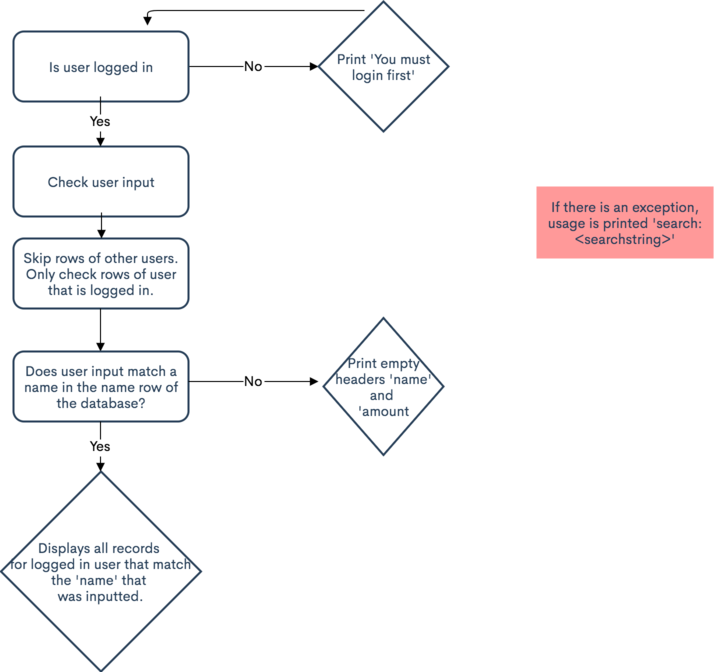 Is user logged in
No
Print 'You must
login first'
Yes
Check user input
If there is an exception,
usage is printed 'search:
<searchstring>'
Skip rows of other users.
Only check rows of user
that is logged in.
Does user input match a
name in the name row of
the database?
No
Print empty
headers 'name'
and
'amount
Yes
Displays all records
for logged in user that match
the 'name' that
was inputted.